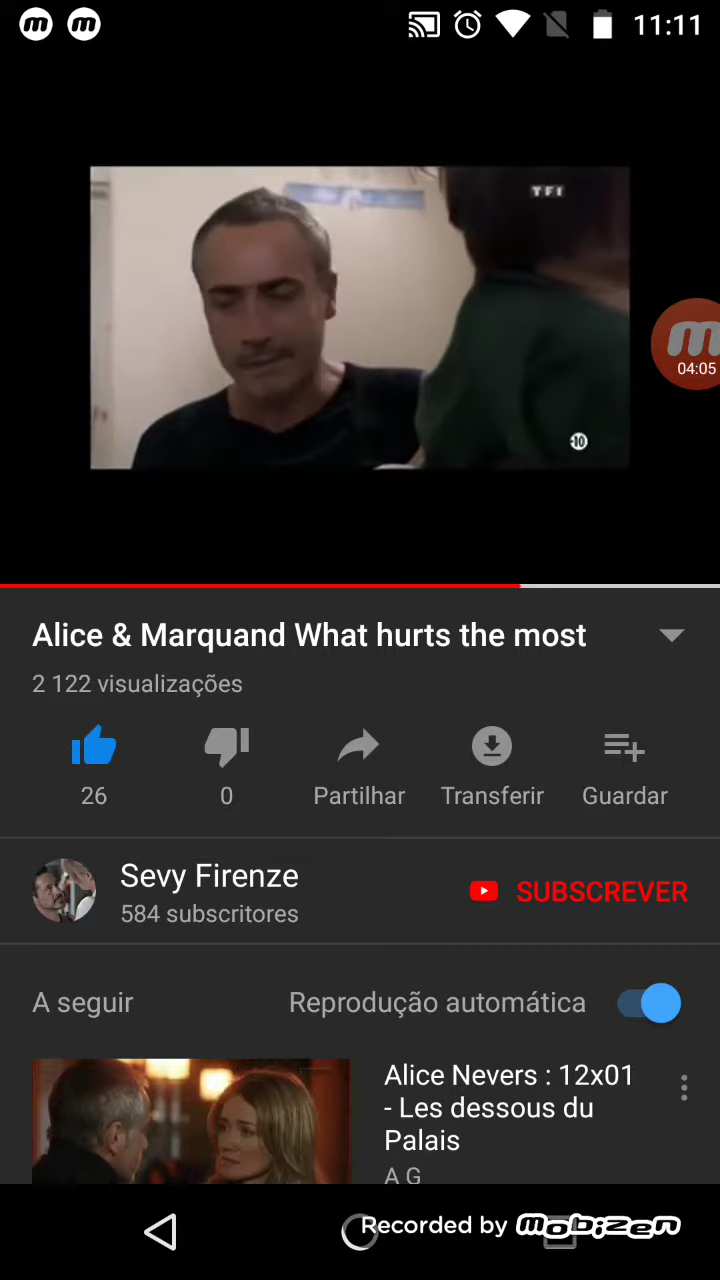 m m 11:11
TF1
m
04:05
-10
Alice & Marquand What hurts the most
2 122 visualizações
26 0 Partilhar Transferir Guardar
Sevy Firenze
584 subscritores
SUBSCREVER
A seguir Reprodução automática
Alice Nevers : 12x01
- Les dessous du
Palais
A G
Recorded by mobizen